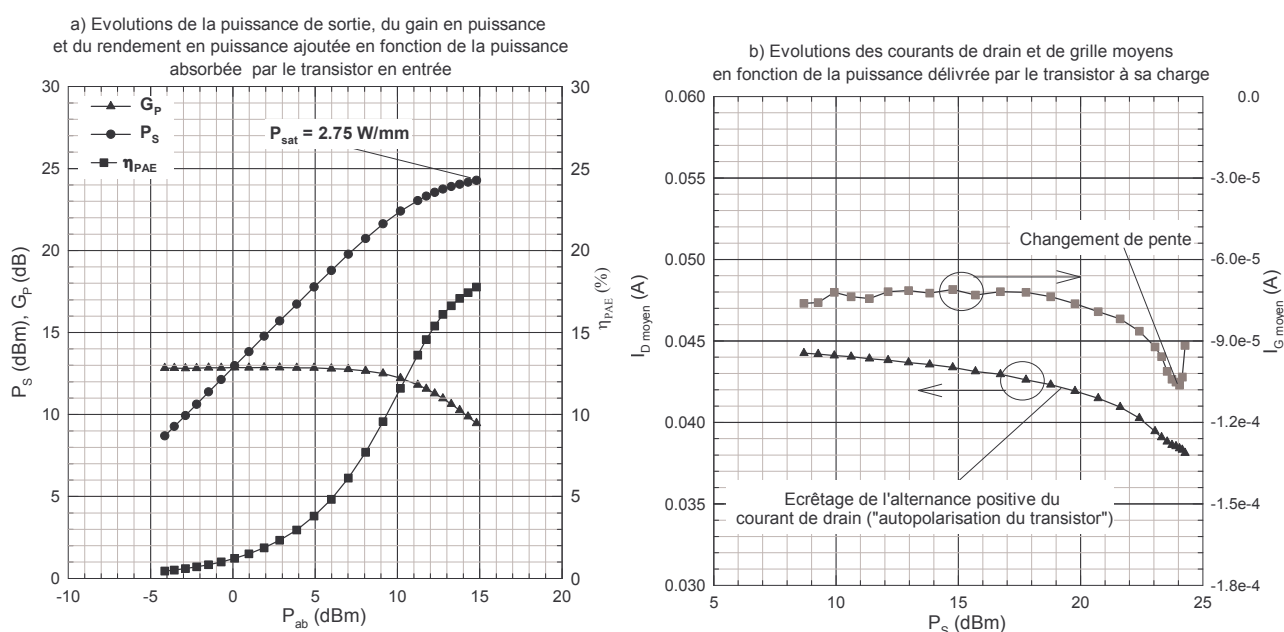 a) Evolutions de la puissance de sortie, du gain en puissance
et du rendement en puissance ajoutée en fonction de la puissance
absorbée par le transistor en entrée
30
25
20
15
10
5
0
P_S (dBm), G_P (dB)
G_P
P_S
η_PAE
P_sat = 2.75 W/mm
30
25
20
15
10
5
0
η_PAE (%)
-10
-5
0
5
10
15
20
P_ab (dBm)
b) Evolutions des courants de drain et de grille moyens
en fonction de la puissance délivrée par le transistor à sa charge
0.060
0.055
0.050
0.045
0.040
0.035
0.030
I_D moyen (A)
Changement de pente
Ecrêtage de l'alternance positive du
courant de drain ("autopolarisation du transistor")
0.0
-3.0e-5
-6.0e-5
-9.0e-5
-1.2e-4
-1.5e-4
-1.8e-4
I_G moyen (A)
5
10
15
20
25
P_S (dBm)